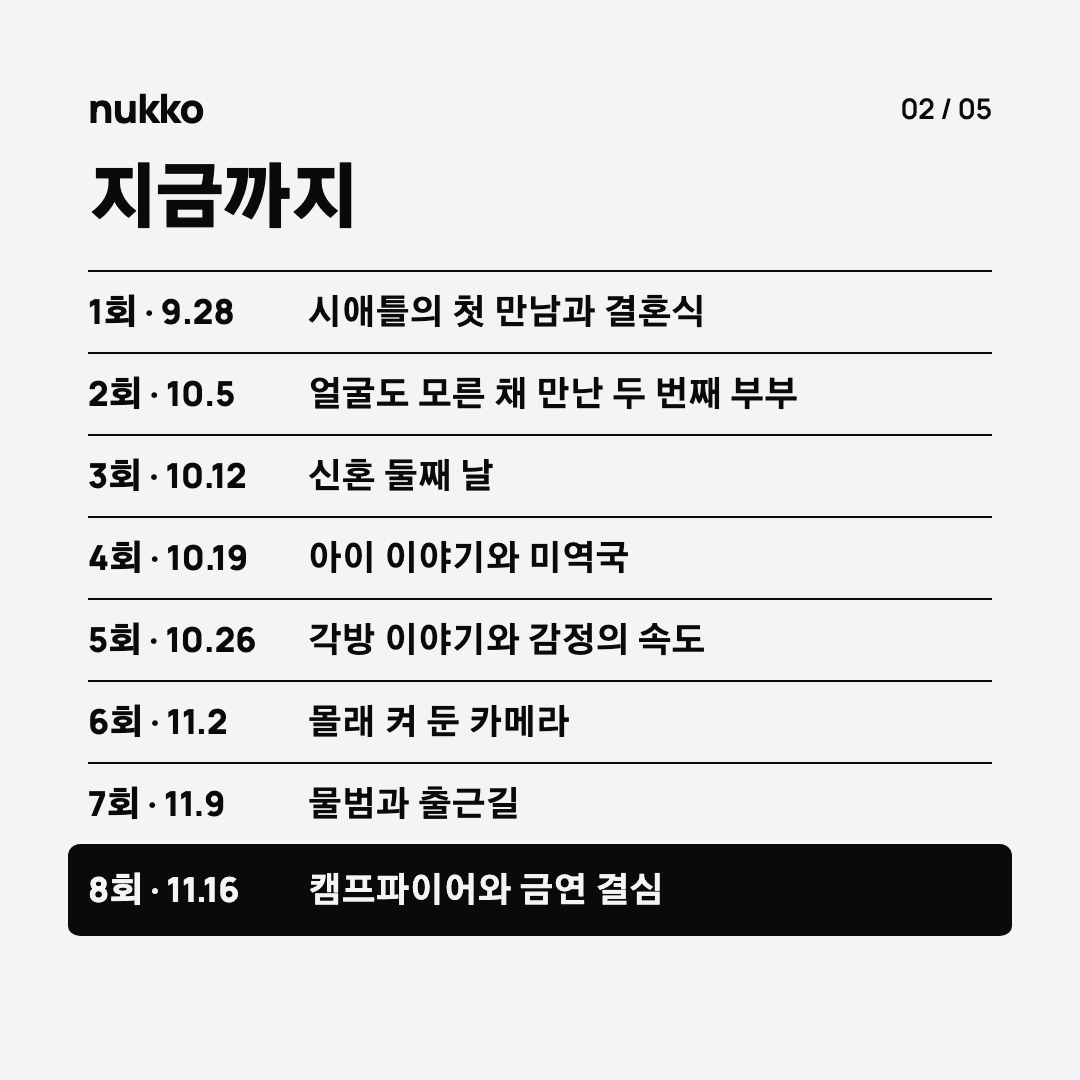 nukko
02 / 05
지금까지
1회 · 9.28 시애틀의 첫 만남과 결혼식
2회 · 10.5 얼굴도 모른 채 만난 두 번째 부부
3회 · 10.12 신혼 둘째 날
4회 · 10.19 아이 이야기와 미역국
5회 · 10.26 각방 이야기와 감정의 속도
6회 · 11.2 몰래 켜 둔 카메라
7회 · 11.9 물범과 출근길
8회 · 11.16 캠프파이어와 금연 결심